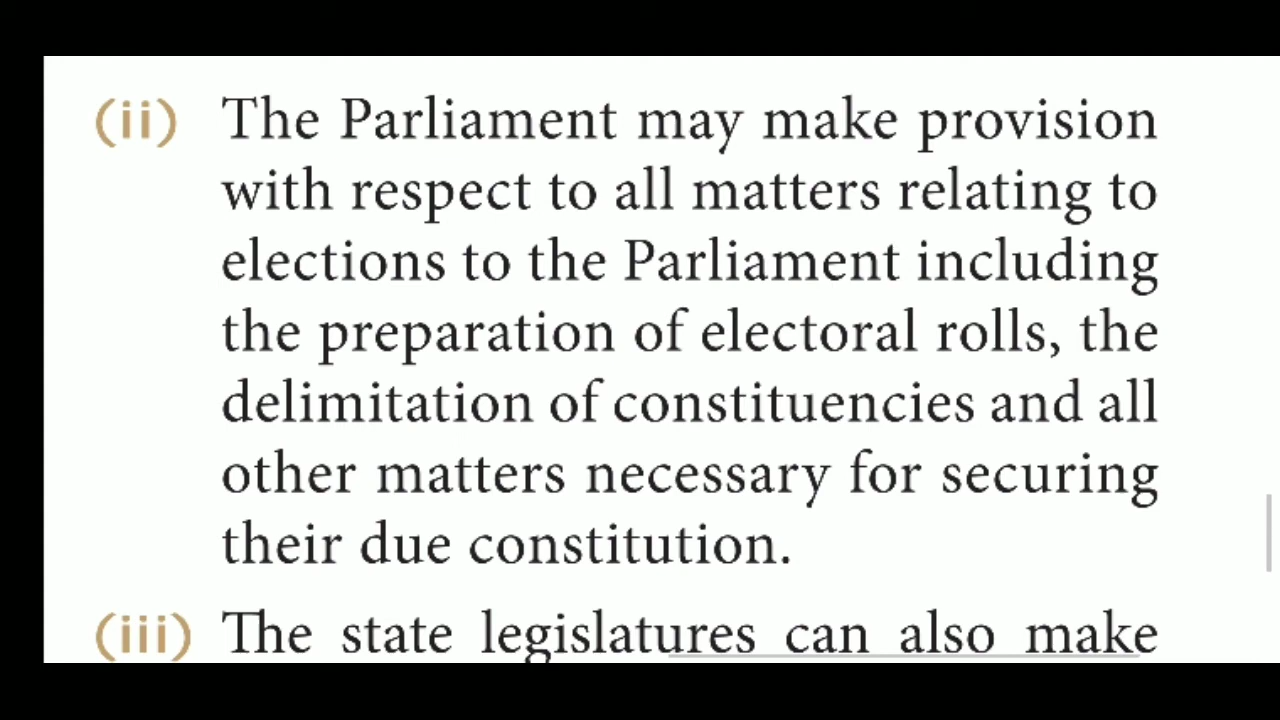 (ii) The Parliament may make provision
with respect to all matters relating to
elections to the Parliament including
the preparation of electoral rolls, the
delimitation of constituencies and all
other matters necessary for securing
their due constitution.
(iii) The state legislatures can also make